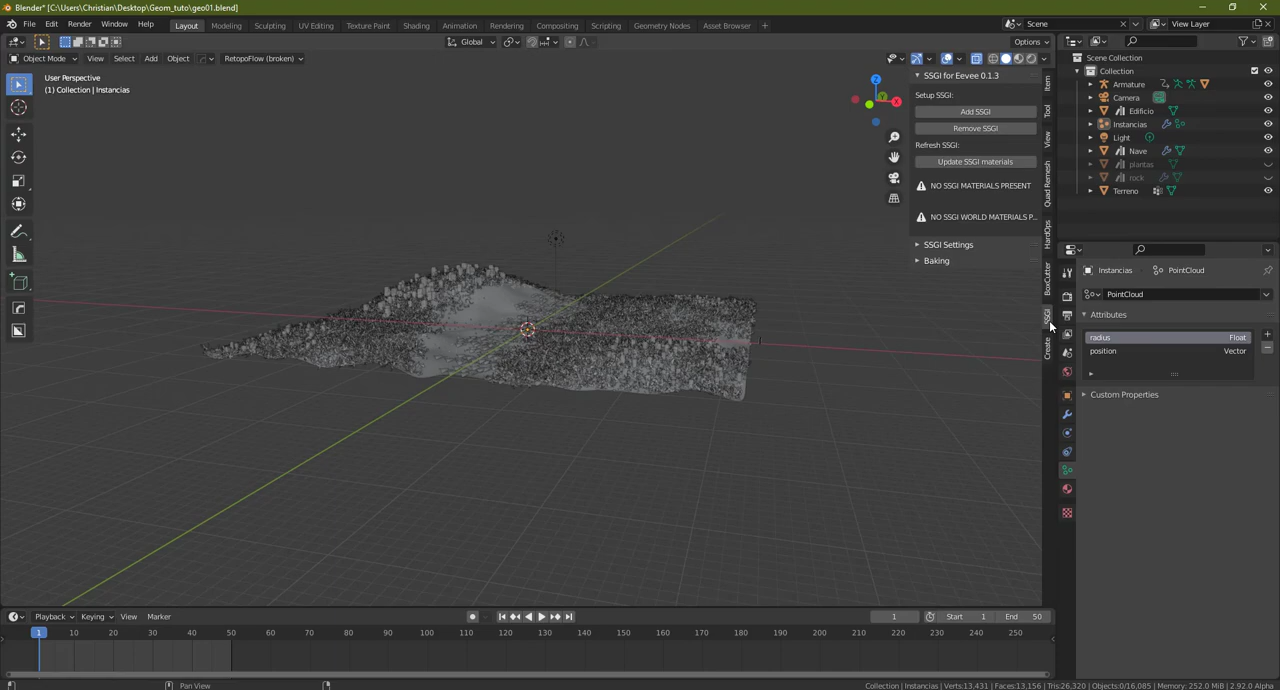 Blender* [C:\Users\Christian\Desktop\Geom_tuto\geo01.blend]
File Edit Render Window Help Layout Modeling Sculpting UV Editing Texture Paint Shading Animation Rendering Compositing Scripting Geometry Nodes Asset Browser + Scene View Layer
Global Options
Object Mode View Select Add Object RetopoFlow (broken)
User Perspective
(1) Collection | Instancias
Z
Y
X
SSGI for Eevee 0.1.3
Setup SSGI:
Add SSGI
Remove SSGI
Refresh SSGI:
Update SSGI materials
NO SSGI MATERIALS PRESENT
NO SSGI WORLD MATERIALS P...
SSGI Settings
Baking
Item
Tool
View
Quad Remesh
HardOps
BoxCutter
SSGI
Create
Scene Collection
Collection
Armature
Camera
Edificio
Instancias
Light
Nave
plantas
rock
Terreno
Instancias PointCloud
PointCloud
Attributes
radius Float
position Vector
Custom Properties
Playback Keying View Marker 1 Start 1 End 50
1 10 20 30 40 50 60 70 80 90 100 110 120 130 140 150 160 170 180 190 200 210 220 230 240 250
Pan View
Collection | Instancias | Verts:13,431 | Faces:13,156 | Tris:26,320 | Objects:0/16,085 | Memory: 252.0 MiB | 2.92.0 Alpha